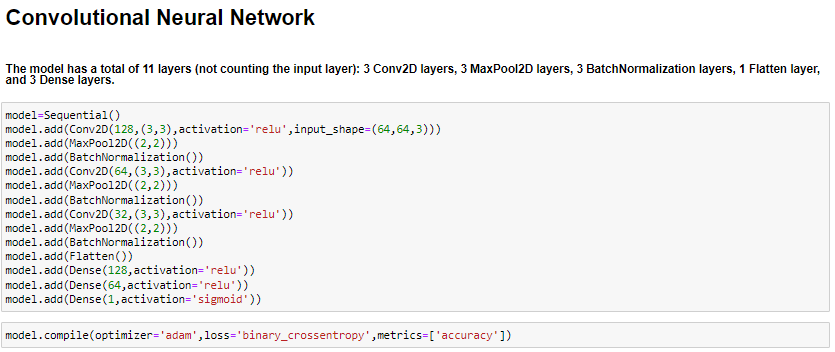 Convolutional Neural Network
The model has a total of 11 layers (not counting the input layer): 3 Conv2D layers, 3 MaxPool2D layers, 3 BatchNormalization layers, 1 Flatten layer,
and 3 Dense layers.
model=Sequential()
model.add(Conv2D(128,(3,3),activation='relu',input_shape=(64,64,3)))
model.add(MaxPool2D((2,2)))
model.add(BatchNormalization())
model.add(Conv2D(64,(3,3),activation='relu'))
model.add(MaxPool2D((2,2)))
model.add(BatchNormalization())
model.add(Conv2D(32,(3,3),activation='relu'))
model.add(MaxPool2D((2,2)))
model.add(BatchNormalization())
model.add(Flatten())
model.add(Dense(128,activation='relu'))
model.add(Dense(64,activation='relu'))
model.add(Dense(1,activation='sigmoid'))
model.compile(optimizer='adam',loss='binary_crossentropy',metrics=['accuracy'])